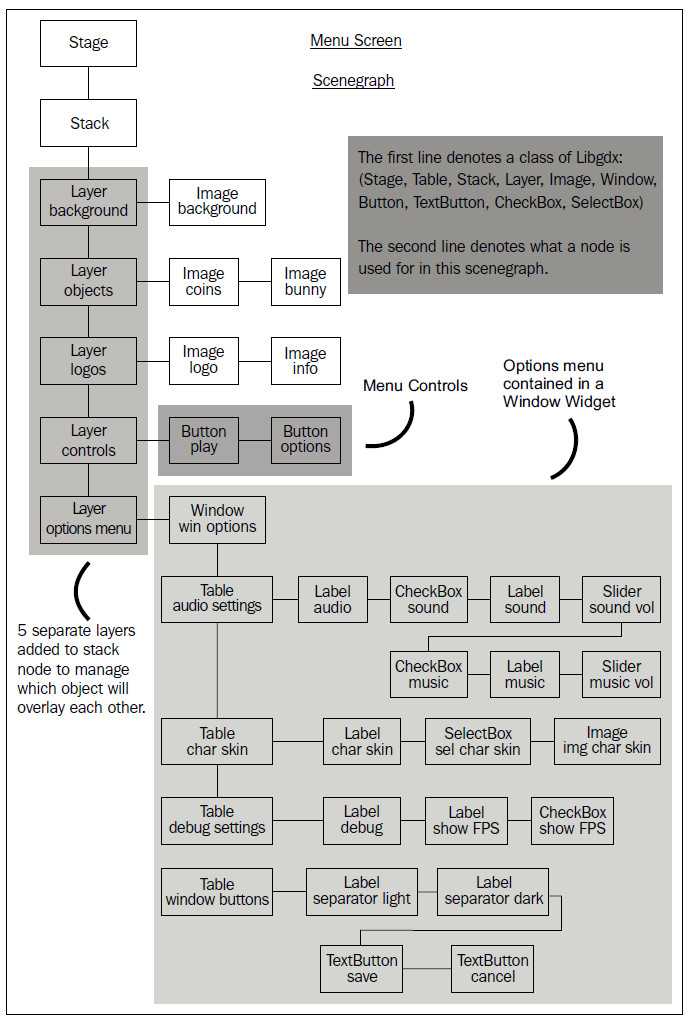 Stage
Menu Screen
Scenegraph
Stack
The first line denotes a class of Libgdx:
(Stage, Table, Stack, Layer, Image, Window,
Button, TextButton, CheckBox, SelectBox)
The second line denotes what a node is
used for in this scenegraph.
Layer
background
Image
background
Layer
objects
Image
coins
Image
bunny
Layer
logos
Image
logo
Image
info
Menu Controls
Options menu
contained in a
Window Widget
Layer
controls
Button
play
Button
options
Layer
options menu
Window
win options
5 separate layers
added to stack
node to manage
which object will
overlay each other.
Table
audio settings
Label
audio
CheckBox
sound
Label
sound
Slider
sound vol
CheckBox
music
Label
music
Slider
music vol
Table
char skin
Label
char skin
SelectBox
sel char skin
Image
img char skin
Table
debug settings
Label
debug
Label
show FPS
CheckBox
show FPS
Table
window buttons
Label
separator light
Label
separator dark
TextButton
save
TextButton
cancel